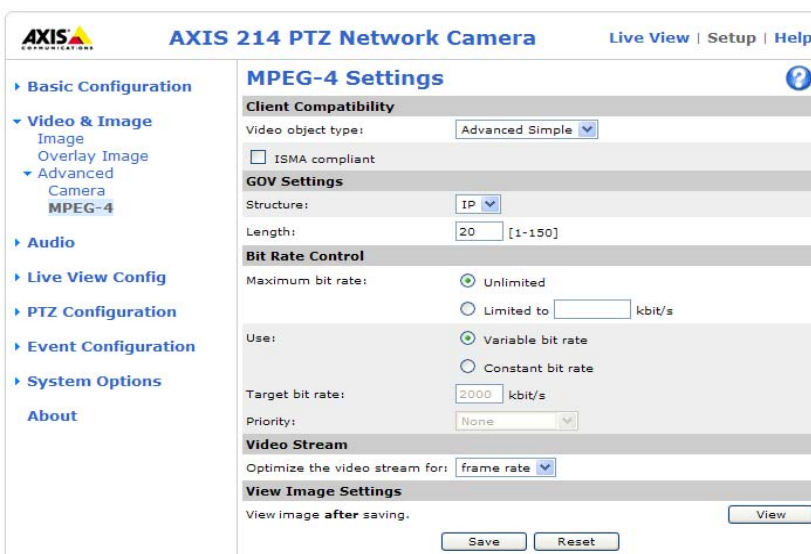 AXIS
COMMUNICATIONS
AXIS 214 PTZ Network Camera
Live View | Setup | Help
Basic Configuration
Video & Image
Image
Overlay Image
Advanced
Camera
MPEG-4
Audio
Live View Config
PTZ Configuration
Event Configuration
System Options
About
MPEG-4 Settings
?
Client Compatibility
Video object type: Advanced Simple
ISMA compliant
GOV Settings
Structure: IP
Length: 20 [1-150]
Bit Rate Control
Maximum bit rate: Unlimited
Limited to kbit/s
Use: Variable bit rate
Constant bit rate
Target bit rate: 2000 kbit/s
Priority: None
Video Stream
Optimize the video stream for: frame rate
View Image Settings
View image after saving. View
Save Reset